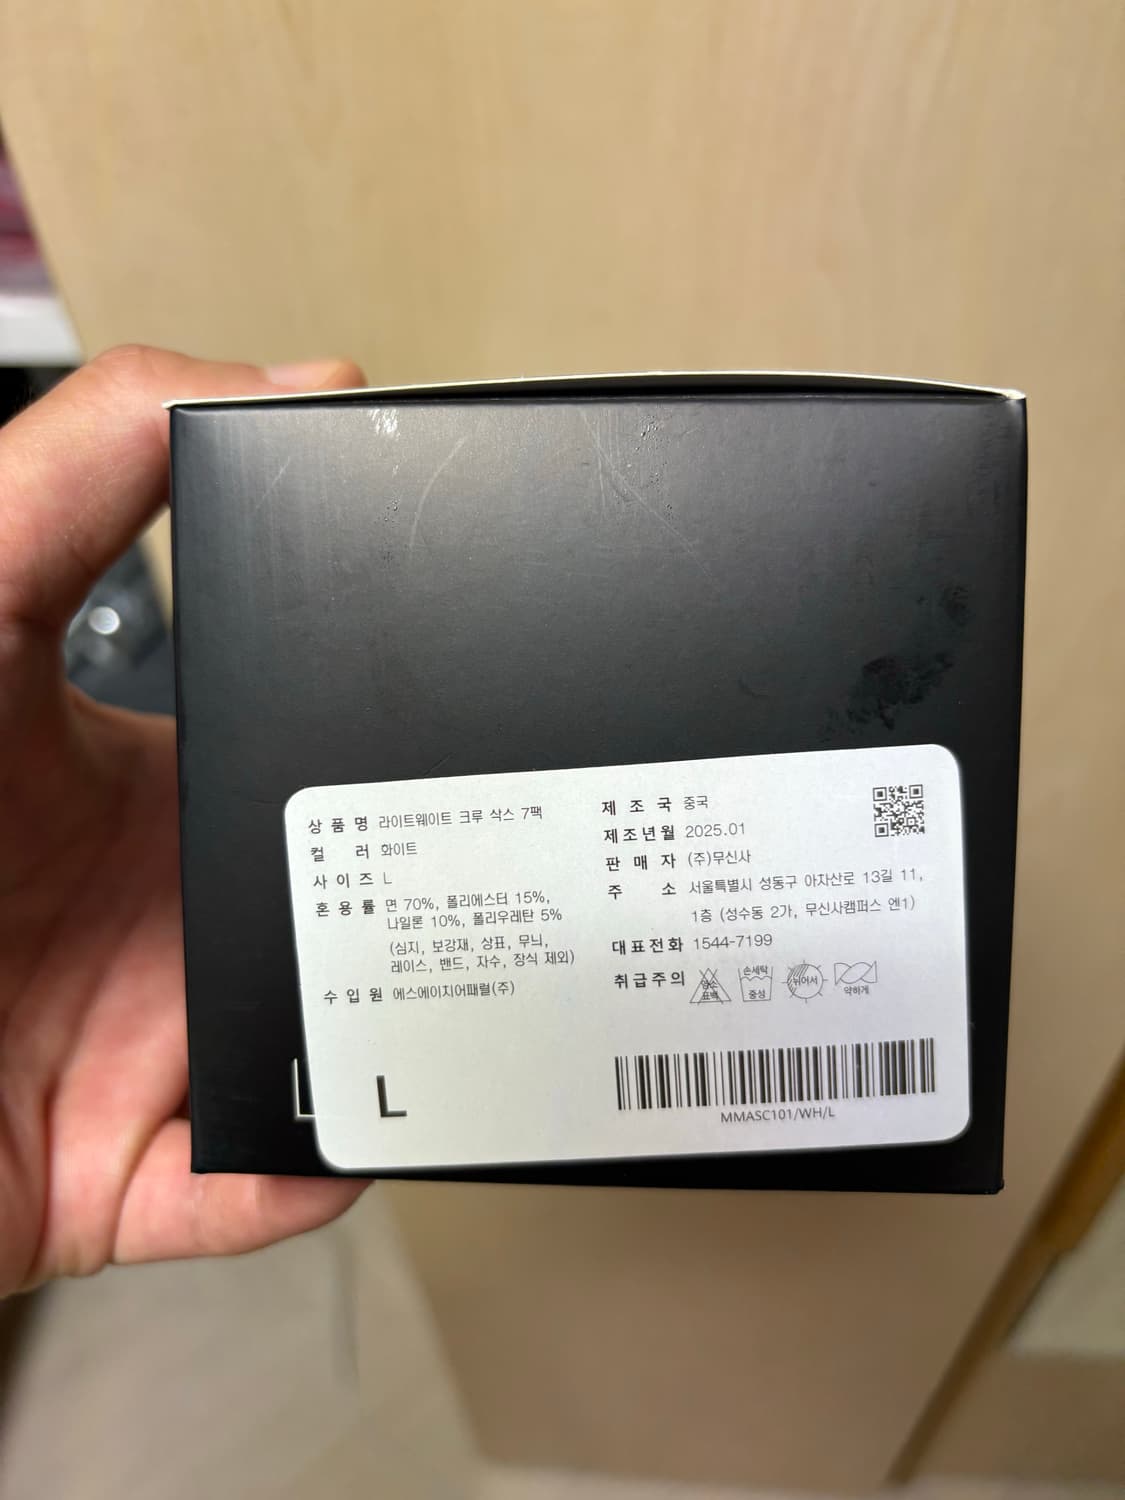 상품명 라이트웨이트 크루 삭스 7팩
컬러 화이트
사이즈 L
혼용률 면 70%, 폴리에스터 15%,
나일론 10%, 폴리우레탄 5%
(심지, 보강재, 상표, 무늬,
레이스, 밴드, 자수, 장식 제외)
수입원 에스에이치어패럴(주)
L
L
제조국 중국
제조년월 2025.01
판매자 (주)무신사
주소 서울특별시 성동구 아차산로 13길 11,
1층 (성수동 2가, 무신사캠퍼스 엔1)
대표전화 1544-7199
취급주의
염소
표백
손세탁
중성
뉘어서
약하게
MMASC101/WH/L